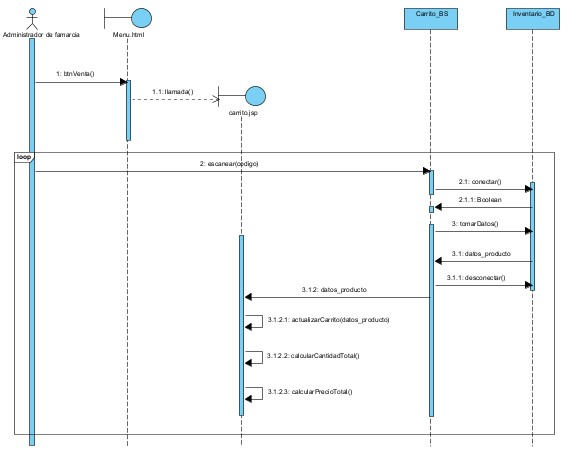 Carrito_BS
Inventario_BD
Administrador de famarcia
Menu.html
1: btnVenta()
1.1: llamada()
carrito.jsp
loop
2: escanear(codigo)
2.1: conectar()
2.1.1: Boolean
3: tomarDatos()
3.1: datos_producto
3.1.1: desconectar()
3.1.2: datos_producto
3.1.2.1: actualizarCarrito(datos_producto)
3.1.2.2: calcularCantidadTotal()
3.1.2.3: calcularPrecioTotal()